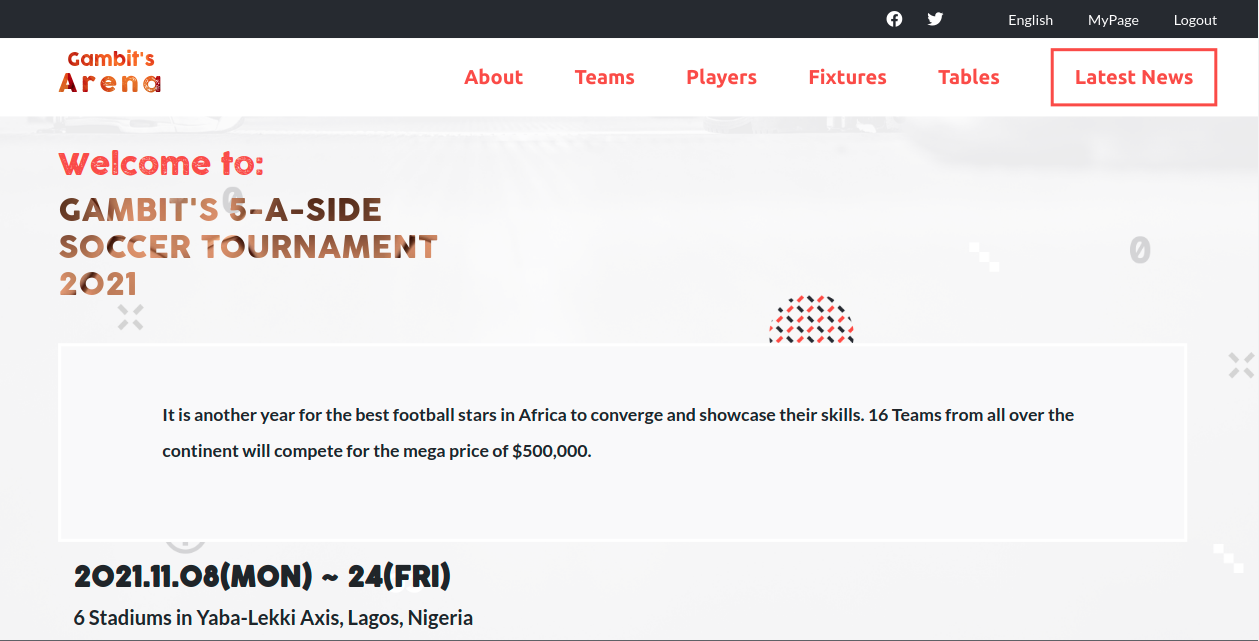 English MyPage Logout
Gambit's
Arena
About Teams Players Fixtures Tables Latest News
Welcome to:
GAMBIT'S 5-A-SIDE
SOCCER TOURNAMENT
2021
It is another year for the best football stars in Africa to converge and showcase their skills. 16 Teams from all over the
continent will compete for the mega price of $500,000.
2021.11.08(MON) ~ 24(FRI)
6 Stadiums in Yaba-Lekki Axis, Lagos, Nigeria